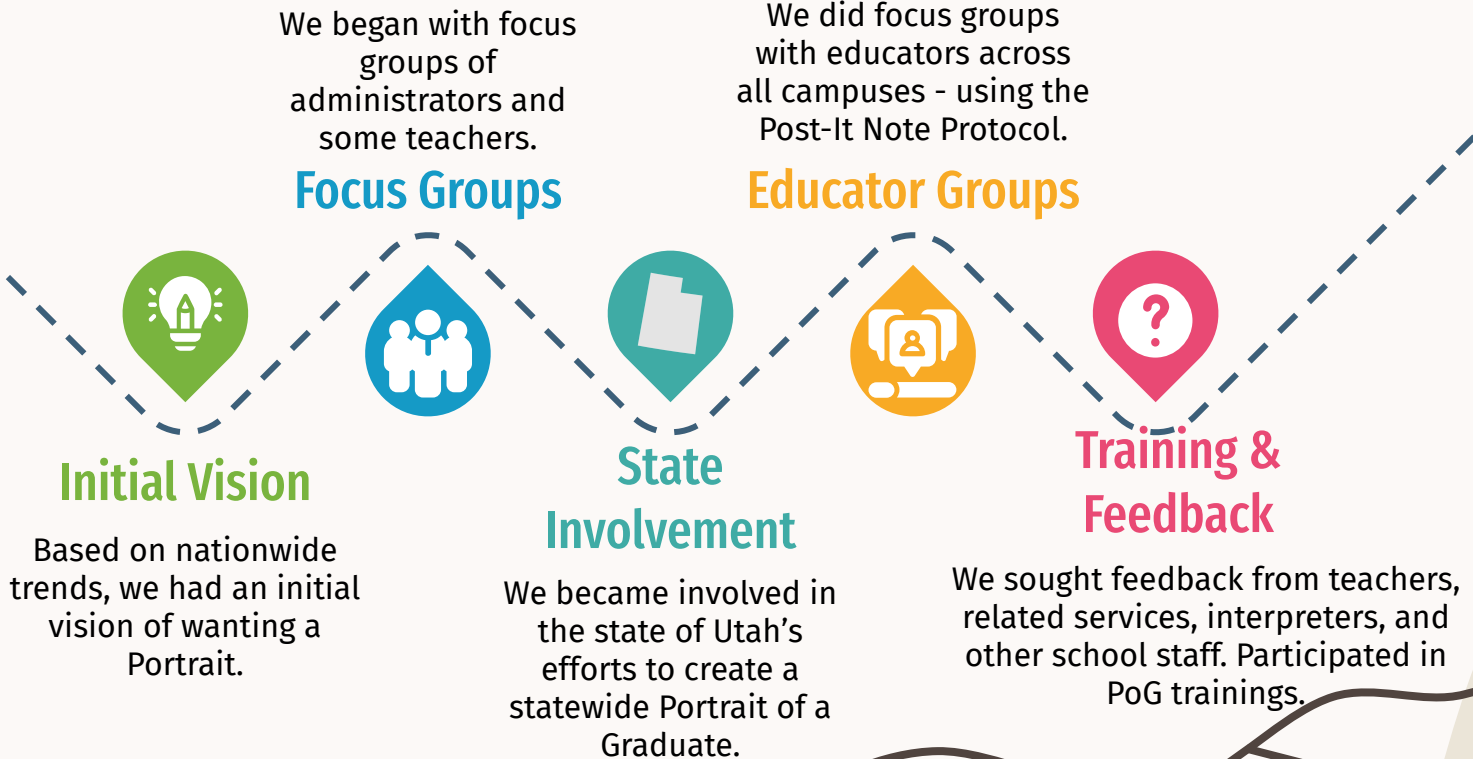 Initial Vision
Based on nationwide
trends, we had an initial
vision of wanting a
Portrait.
We began with focus
groups of
administrators and
some teachers.
Focus Groups
State
Involvement
We became involved in
the state of Utah’s
efforts to create a
statewide Portrait of a
Graduate.
We did focus groups
with educators across
all campuses - using the
Post-It Note Protocol.
Educator Groups
Training &
Feedback
We sought feedback from teachers,
related services, interpreters, and
other school staff. Participated in
PoG trainings.